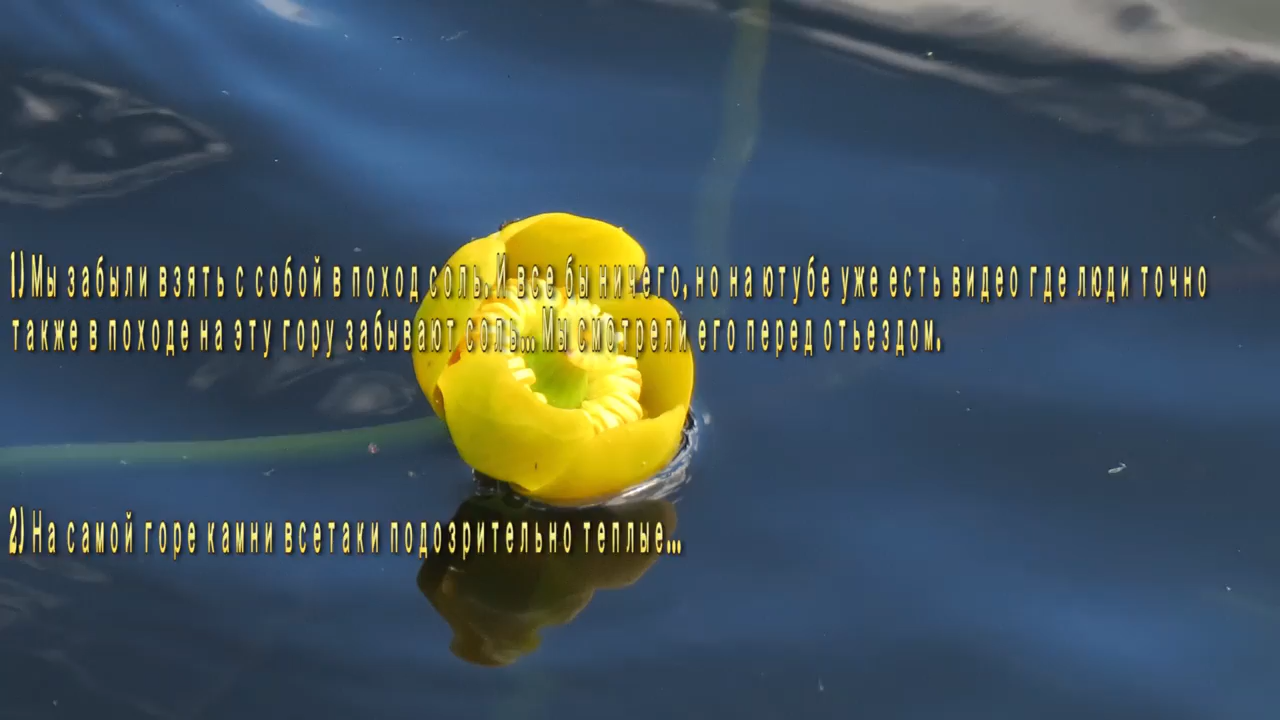 1) Мы забыли взять с собой в поход соль. И все бы ничего, но на ютубе уже есть видео где люди точно
также в походе на эту гору забывают соль... Мы смотрели его перед отьездом.
2) На самой горе камни всетаки подозрительно теплые...